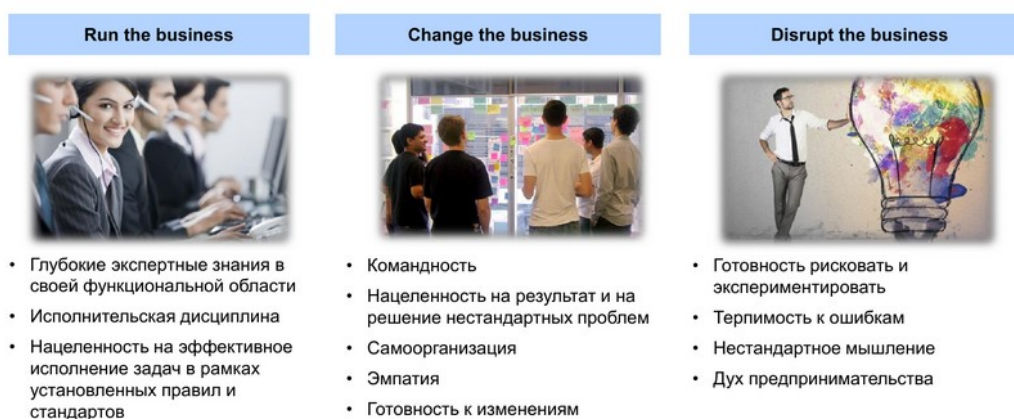 Run the business
• Глубокие экспертные знания в
своей функциональной области
• Исполнительская дисциплина
• Нацеленность на эффективное
исполнение задач в рамках
установленных правил и
стандартов
Change the business
• Командность
• Нацеленность на результат и на
решение нестандартных проблем
• Самоорганизация
• Эмпатия
• Готовность к изменениям
Disrupt the business
• Готовность рисковать и
экспериментировать
• Терпимость к ошибкам
• Нестандартное мышление
• Дух предпринимательства